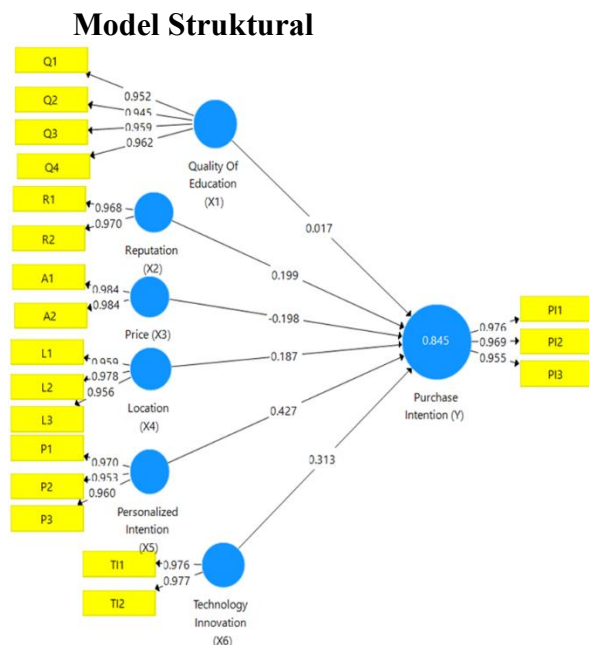 Model Struktural
Q1
Q2
Q3
Q4
0.952
0.945
0.959
0.962
Quality Of
Education
(X1)
R1
R2
0.968
0.970
Reputation
(X2)
A1
A2
0.984
0.984
Price (X3)
L1
L2
L3
0.959
0.978
0.956
Location
(X4)
P1
P2
P3
0.970
0.953
0.960
Personalized
Intention
(X5)
TI1
TI2
0.976
0.977
Technology
Innovation
(X6)
0.017
0.199
-0.198
0.187
0.427
0.313
0.845
Purchase
Intention (Y)
0.976
0.969
0.955
PI1
PI2
PI3